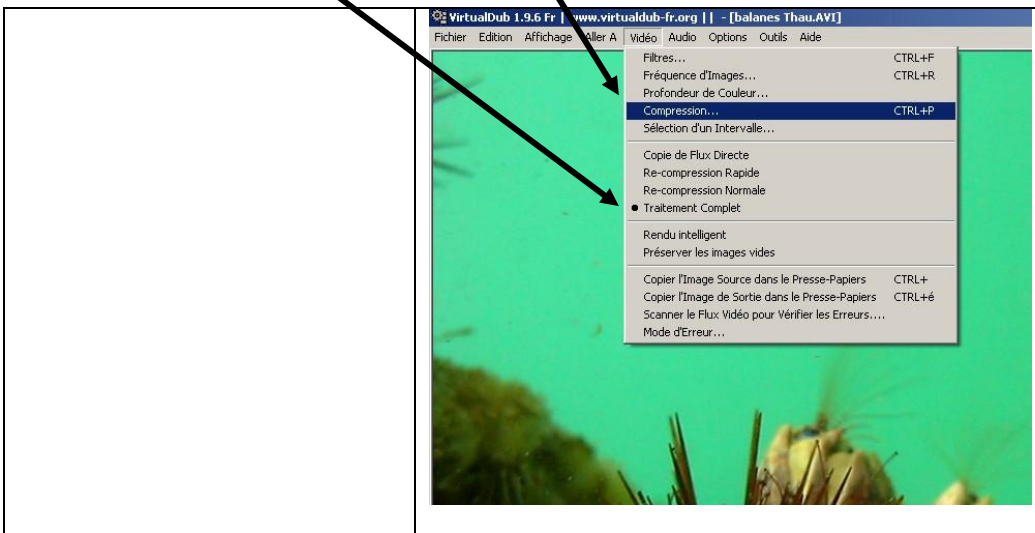 VirtualDub 1.9.6 Fr | www.virtualdub-fr.org || - [balanes Thau.AVI]
Fichier Edition Affichage Aller A Vidéo Audio Options Outils Aide
Filtres... CTRL+F
Fréquence d'Images... CTRL+R
Profondeur de Couleur...
Compression... CTRL+P
Sélection d'un Intervalle...
Copie de Flux Directe
Re-compression Rapide
Re-compression Normale
Traitement Complet
Rendu intelligent
Préserver les images vides
Copier l'Image Source dans le Presse-Papiers CTRL+
Copier l'Image de Sortie dans le Presse-Papiers CTRL+é
Scanner le Flux Vidéo pour Vérifier les Erreurs....
Mode d'Erreur...